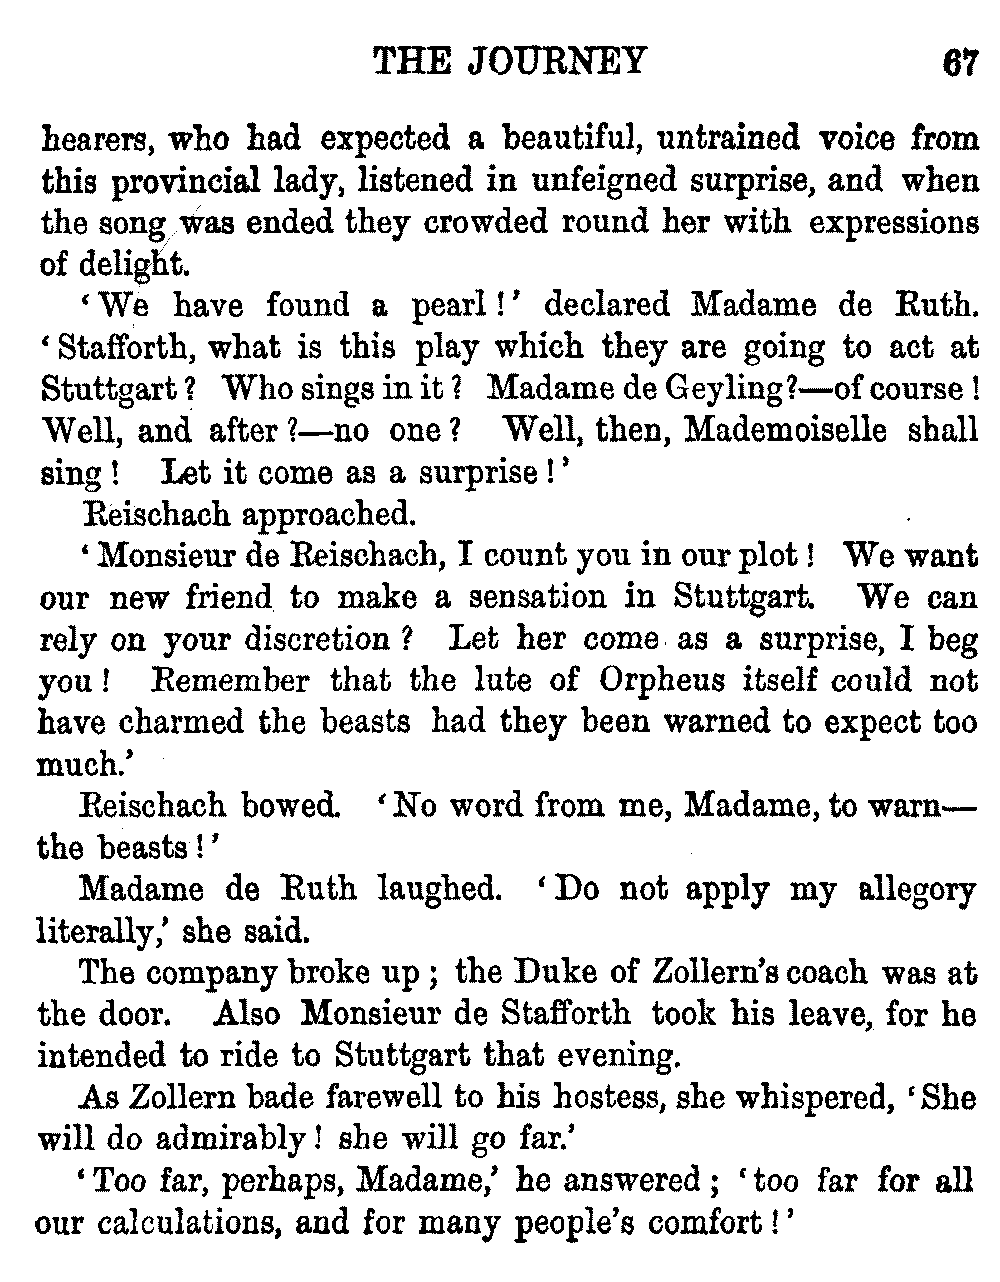 THE JOURNEY 67
hearers, who had expected a beautiful, untrained voice from
this provincial lady, listened in unfeigned surprise, and when
the song was ended they crowded round her with expressions
of delight.
‘We have found a pearl!’ declared Madame de Ruth.
‘Stafforth, what is this play which they are going to act at
Stuttgart? Who sings in it? Madame de Geyling?—of course!
Well, and after?—no one? Well, then, Mademoiselle shall
sing! Let it come as a surprise!’
Reischach approached.
‘Monsieur de Reischach, I count you in our plot! We want
our new friend to make a sensation in Stuttgart. We can
rely on your discretion? Let her come as a surprise, I beg
you! Remember that the lute of Orpheus itself could not
have charmed the beasts had they been warned to expect too
much.’
Reischach bowed. ‘No word from me, Madame, to warn—
the beasts!’
Madame de Ruth laughed. ‘Do not apply my allegory
literally,’ she said.
The company broke up; the Duke of Zollern’s coach was at
the door. Also Monsieur de Stafforth took his leave, for he
intended to ride to Stuttgart that evening.
As Zollern bade farewell to his hostess, she whispered, ‘She
will do admirably! she will go far.’
‘Too far, perhaps, Madame,’ he answered; ‘too far for all
our calculations, and for many people’s comfort!’